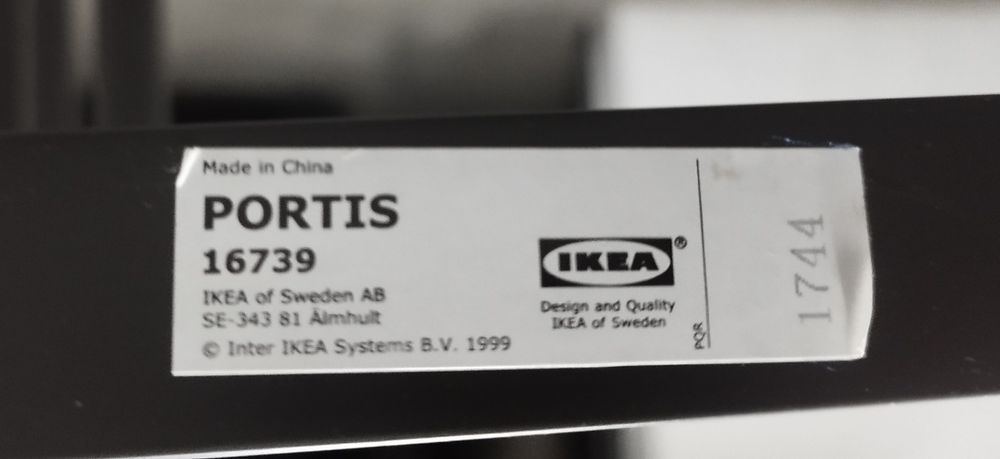 Made in China
PORTIS
16739
IKEA of Sweden AB
SE-343 81 Älmhult
© Inter IKEA Systems B.V. 1999
IKEA®
Design and Quality
IKEA of Sweden
PQR
1744